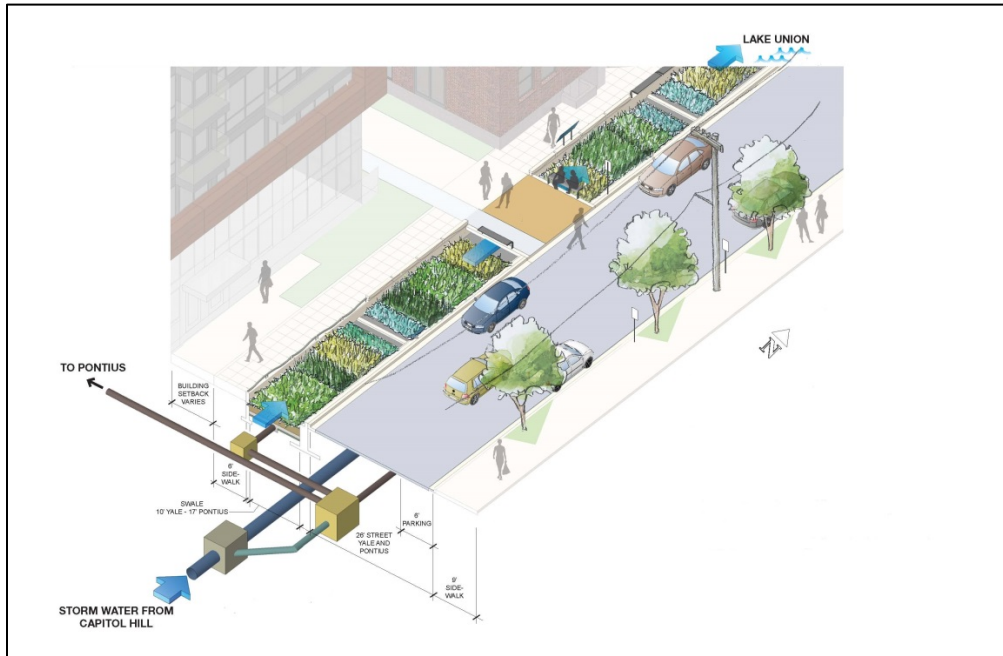 LAKE UNION
N
TO PONTIUS
BUILDING
SETBACK
VARIES
6'
SIDE-
WALK
SWALE
10' YALE - 17' PONTIUS
26' STREET
YALE AND
PONTIUS
6'
PARKING
9'
SIDE-
WALK
STORM WATER FROM
CAPITOL HILL